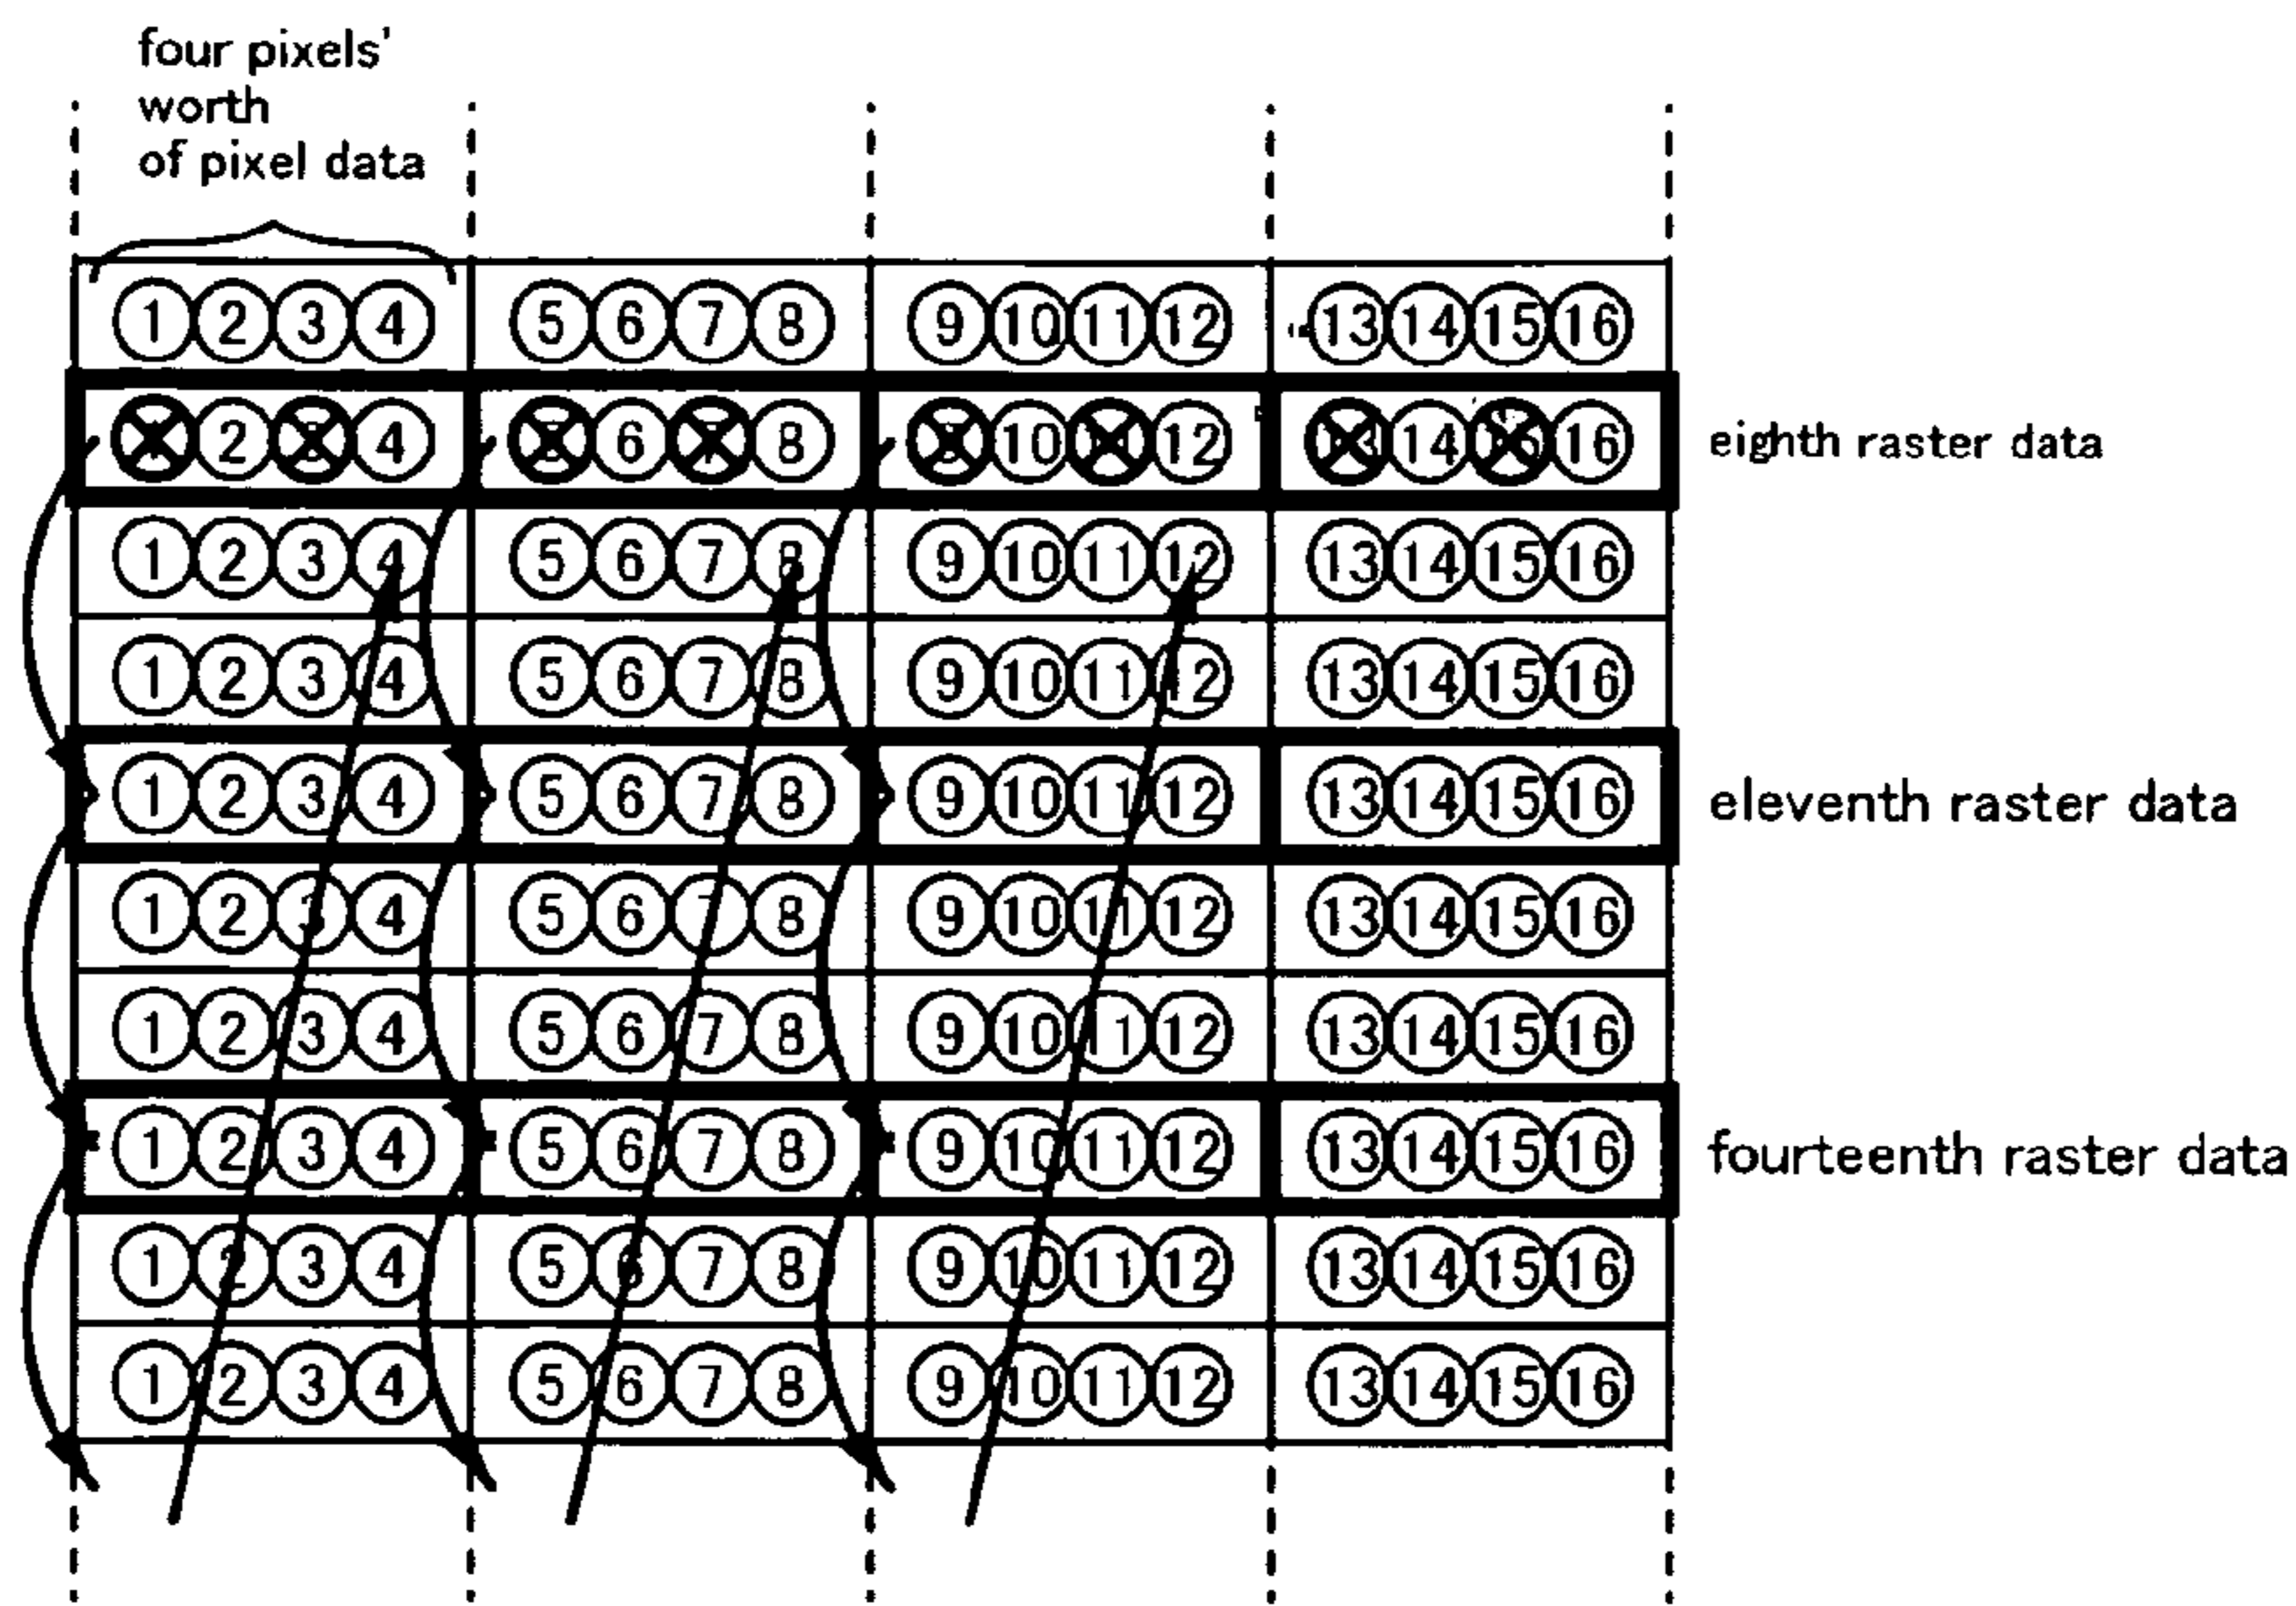 four pixels'
worth
of pixel data
1 2 3 4 5 6 7 8 9 10 11 12 13 14 15 16
2 4 6 8 10 12 14 16 eighth raster data
1 2 3 4 5 6 7 8 9 10 11 12 13 14 15 16
1 2 3 4 5 6 7 8 9 10 11 12 13 14 15 16
1 2 3 4 5 6 7 8 9 10 11 12 13 14 15 16 eleventh raster data
1 2 3 4 5 6 7 8 9 10 11 12 13 14 15 16
1 2 3 4 5 6 7 8 9 10 11 12 13 14 15 16
1 2 3 4 5 6 7 8 9 10 11 12 13 14 15 16 fourteenth raster data
1 2 3 4 5 6 7 8 9 10 11 12 13 14 15 16
1 2 3 4 5 6 7 8 9 10 11 12 13 14 15 16